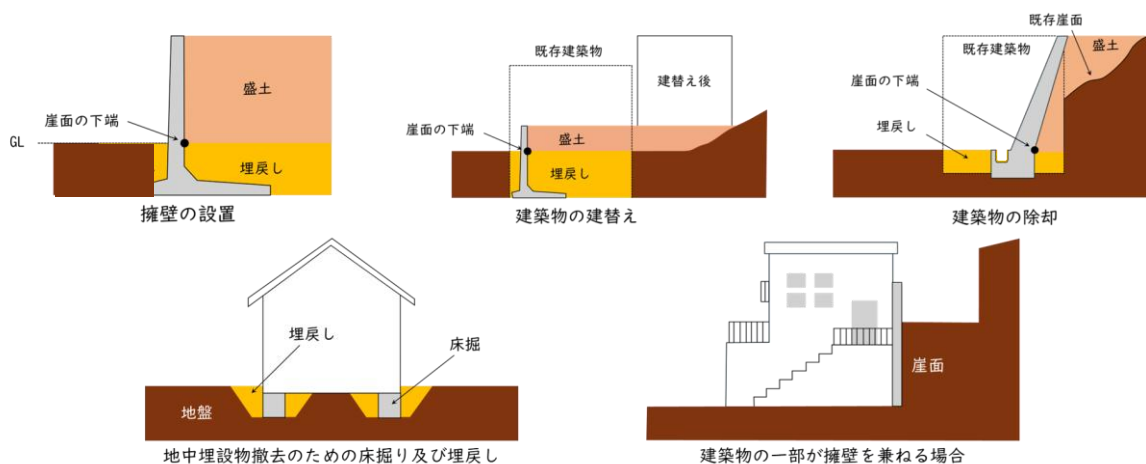 盛土
崖面の下端
GL
埋戻し
擁壁の設置
既存建築物
建替え後
崖面の下端
盛土
埋戻し
建築物の建替え
既存崖面
既存建築物
盛土
崖面の下端
埋戻し
建築物の除却
埋戻し
床掘
地盤
地中埋設物撤去のための床掘り及び埋戻し
崖面
建築物の一部が擁壁を兼ねる場合